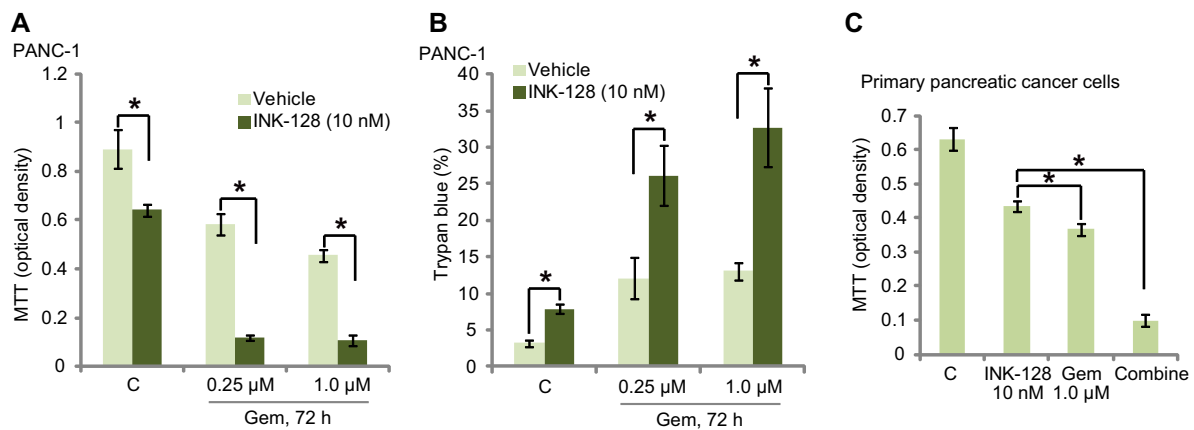 A
PANC-1
MTT (optical density)
1.2
1
0.8
0.6
0.4
0.2
0
Vehicle
INK-128 (10 nM)
*
*
*
C
0.25 µM
1.0 µM
Gem, 72 h
B
PANC-1
Trypan blue (%)
40
35
30
25
20
15
10
5
0
Vehicle
INK-128 (10 nM)
*
*
*
C
0.25 µM
1.0 µM
Gem, 72 h
C
Primary pancreatic cancer cells
MTT (optical density)
0.7
0.6
0.5
0.4
0.3
0.2
0.1
0
*
*
C
INK-128 Gem Combine
10 nM 1.0 µM